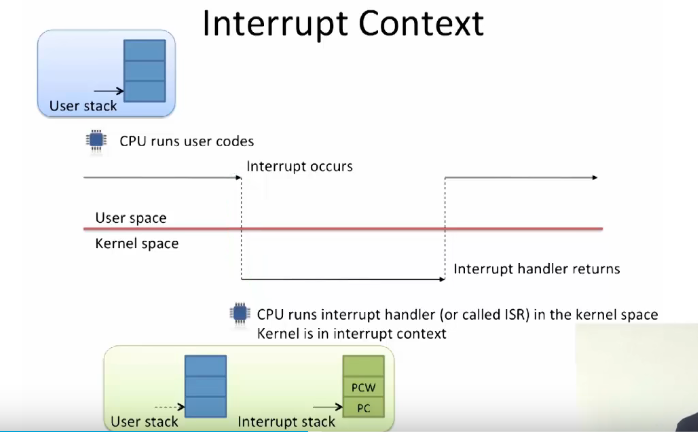 Interrupt Context
User stack
CPU runs user codes
Interrupt occurs
User space
Kernel space
Interrupt handler returns
CPU runs interrupt handler (or called ISR) in the kernel space
Kernel is in interrupt context
PCW
PC
User stack
Interrupt stack